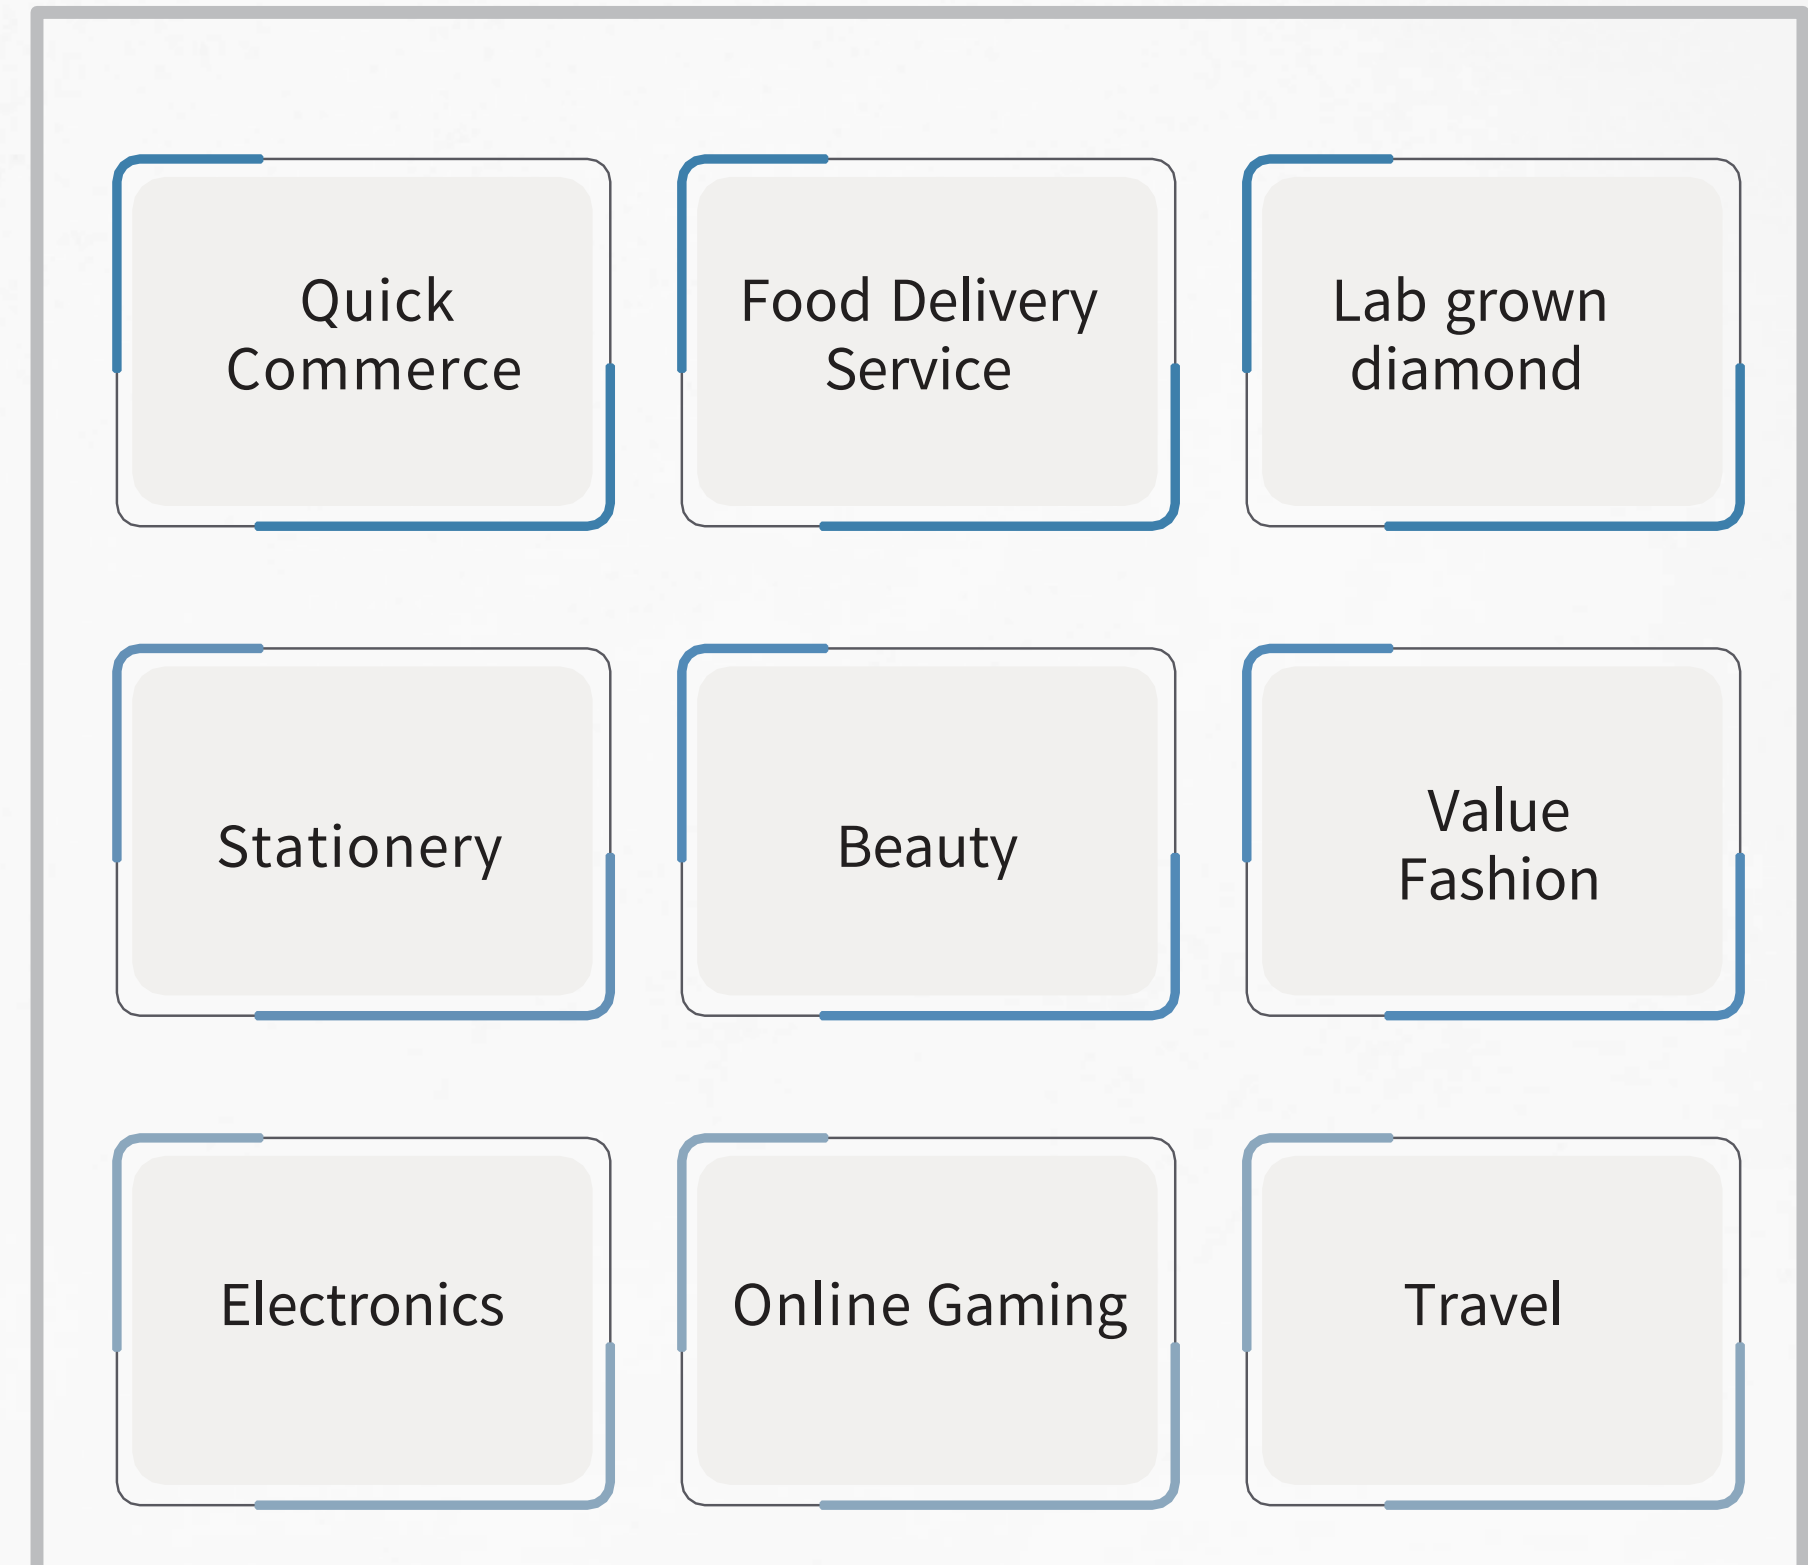 Quick
Commerce
Food Delivery
Service
Lab grown
diamond
Stationery
Beauty
Value
Fashion
Electronics
Online Gaming
Travel